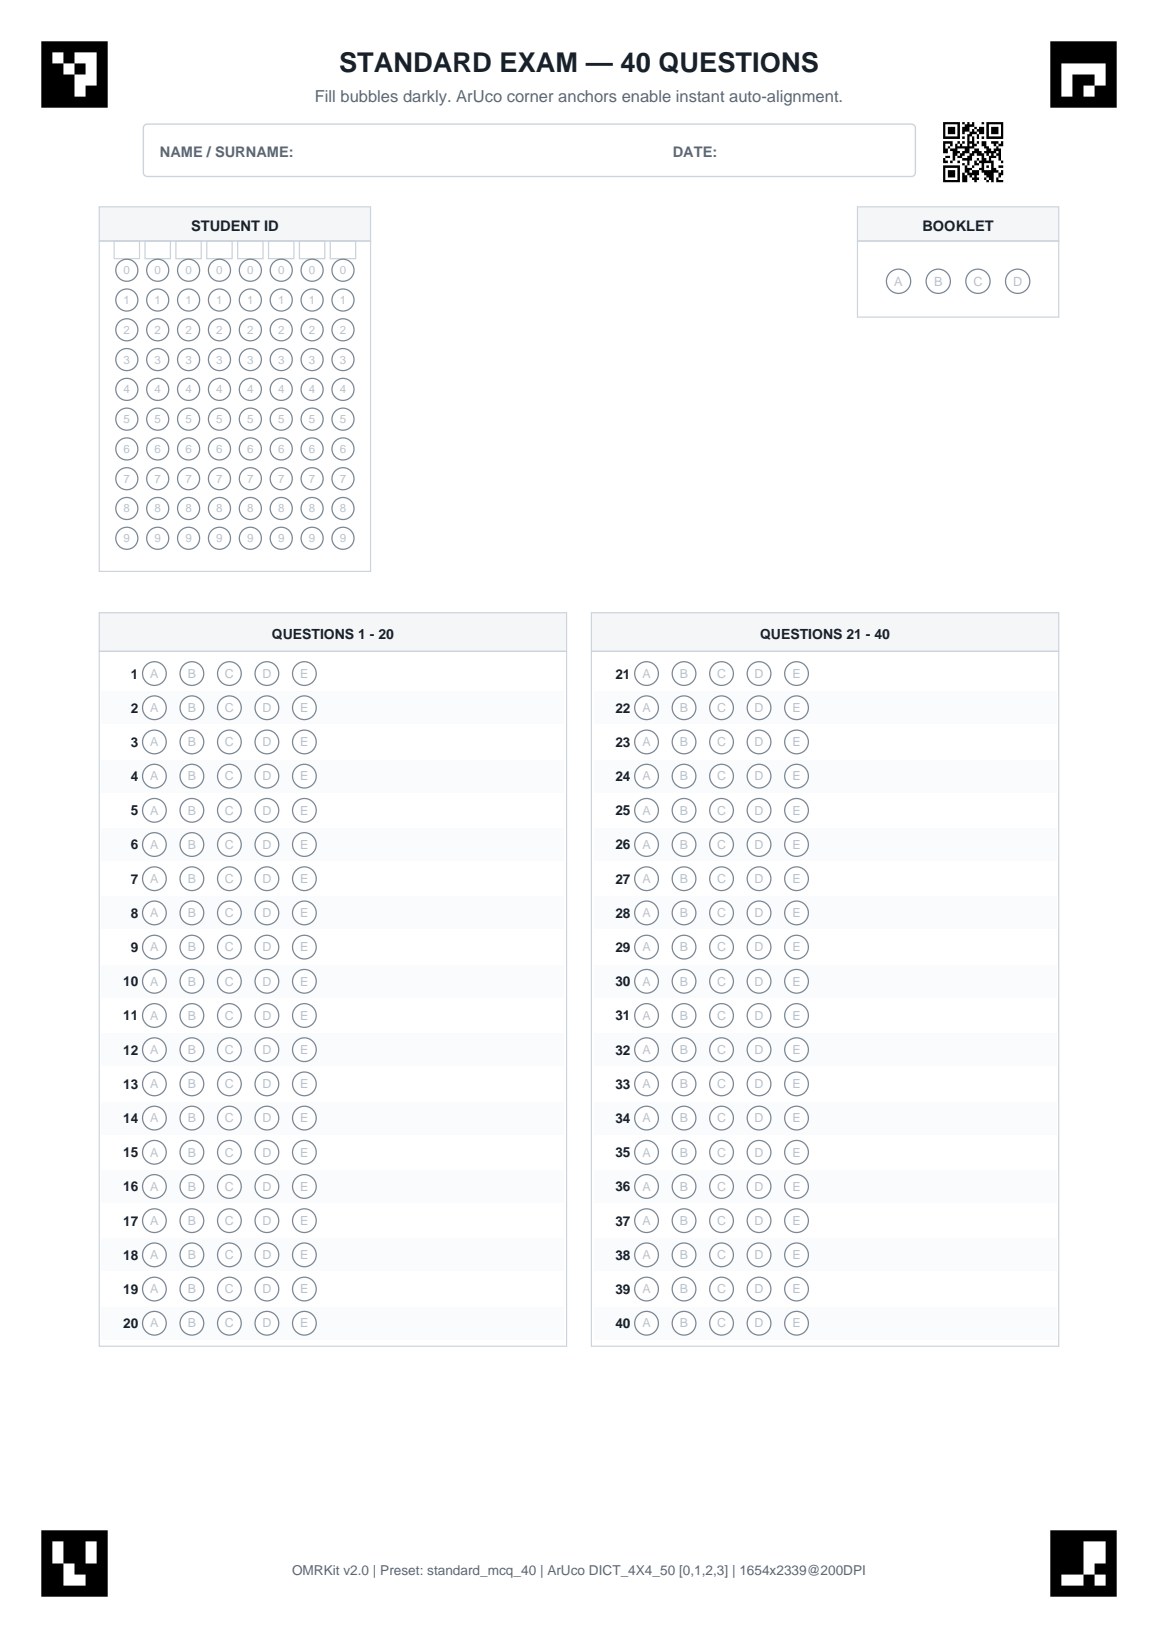 STANDARD EXAM — 40 QUESTIONS
Fill bubbles darkly. ArUco corner anchors enable instant auto-alignment.
NAME / SURNAME: DATE:
STUDENT ID
0 0 0 0 0 0 0 0
1 1 1 1 1 1 1 1
2 2 2 2 2 2 2 2
3 3 3 3 3 3 3 3
4 4 4 4 4 4 4 4
5 5 5 5 5 5 5 5
6 6 6 6 6 6 6 6
7 7 7 7 7 7 7 7
8 8 8 8 8 8 8 8
9 9 9 9 9 9 9 9
BOOKLET
A B C D
QUESTIONS 1 - 20
1 A B C D E
2 A B C D E
3 A B C D E
4 A B C D E
5 A B C D E
6 A B C D E
7 A B C D E
8 A B C D E
9 A B C D E
10 A B C D E
11 A B C D E
12 A B C D E
13 A B C D E
14 A B C D E
15 A B C D E
16 A B C D E
17 A B C D E
18 A B C D E
19 A B C D E
20 A B C D E
QUESTIONS 21 - 40
21 A B C D E
22 A B C D E
23 A B C D E
24 A B C D E
25 A B C D E
26 A B C D E
27 A B C D E
28 A B C D E
29 A B C D E
30 A B C D E
31 A B C D E
32 A B C D E
33 A B C D E
34 A B C D E
35 A B C D E
36 A B C D E
37 A B C D E
38 A B C D E
39 A B C D E
40 A B C D E
OMRKit v2.0 | Preset: standard_mcq_40 | ArUco DICT_4X4_50 [0,1,2,3] | 1654x2339@200DPI